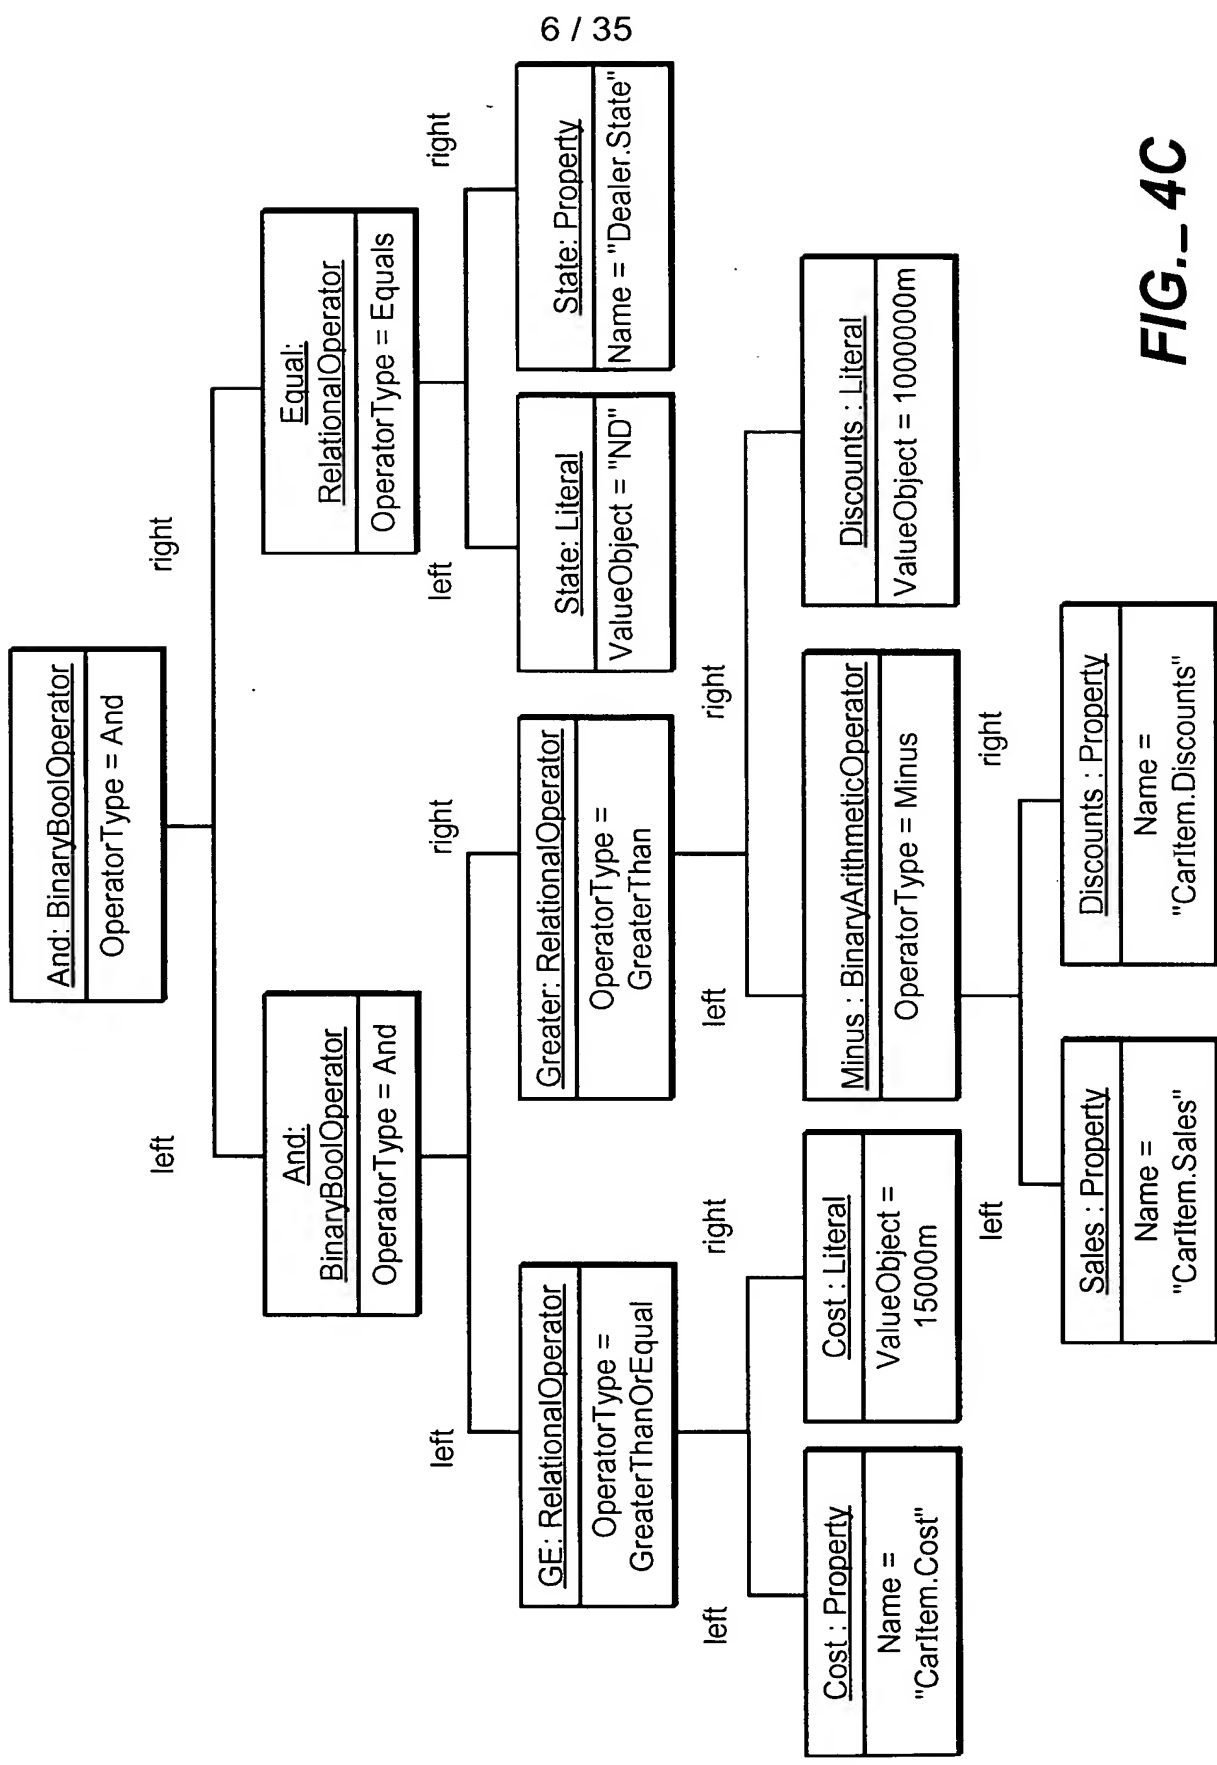 6 / 35
And: BinaryBoolOperator
OperatorType = And
left
right
And:
BinaryBoolOperator
OperatorType = And
Equal:
RelationalOperator
OperatorType = Equals
left
right
left
right
GE: RelationalOperator
OperatorType =
GreaterThanOrEqual
Greater: RelationalOperator
OperatorType =
GreaterThan
State: Literal
ValueObject = "ND"
State: Property
Name = "Dealer.State"
left
right
left
right
Cost : Property
Name =
"CarItem.Cost"
Cost : Literal
ValueObject =
15000m
Minus : BinaryArithmeticOperator
OperatorType = Minus
Discounts : Literal
ValueObject = 1000000m
left
right
Sales : Property
Name =
"CarItem.Sales"
Discounts : Property
Name =
"CarItem.Discounts"
FIG._ 4C